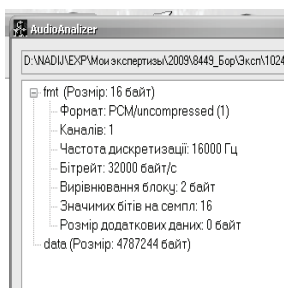 AudioAnalizer
D:\NADIJ\EXP\Мои экспертизы\2009\8449_Бор\Эксп\1024
fmt (Розмір: 16 байт)
Формат: PCM/uncompressed (1)
Каналів: 1
Частота дискретизації: 16000 Гц
Бітрейт: 32000 байт/с
Вирівнювання блоку: 2 байт
Значимих бітів на семпл: 16
Розмір додаткових даних: 0 байт
data (Розмір: 4787244 байт)